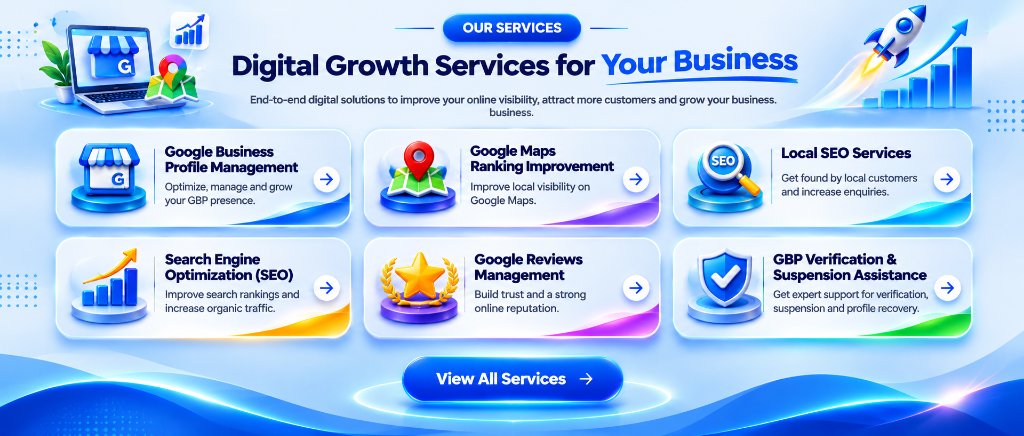 OUR SERVICES
Digital Growth Services for Your Business
End-to-end digital solutions to improve your online visibility, attract more customers and grow your business.
business.
G
Google Business
Profile Management
Optimize, manage and grow
your GBP presence.
G
Google Maps
Ranking Improvement
Improve local visibility on
Google Maps.
SEO
Local SEO Services
Get found by local customers
and increase enquiries.
Search Engine
Optimization (SEO)
Improve search rankings and
increase organic traffic.
Google Reviews
Management
Build trust and a strong
online reputation.
GBP Verification &
Suspension Assistance
Get expert support for verification,
suspension and profile recovery.
View All Services